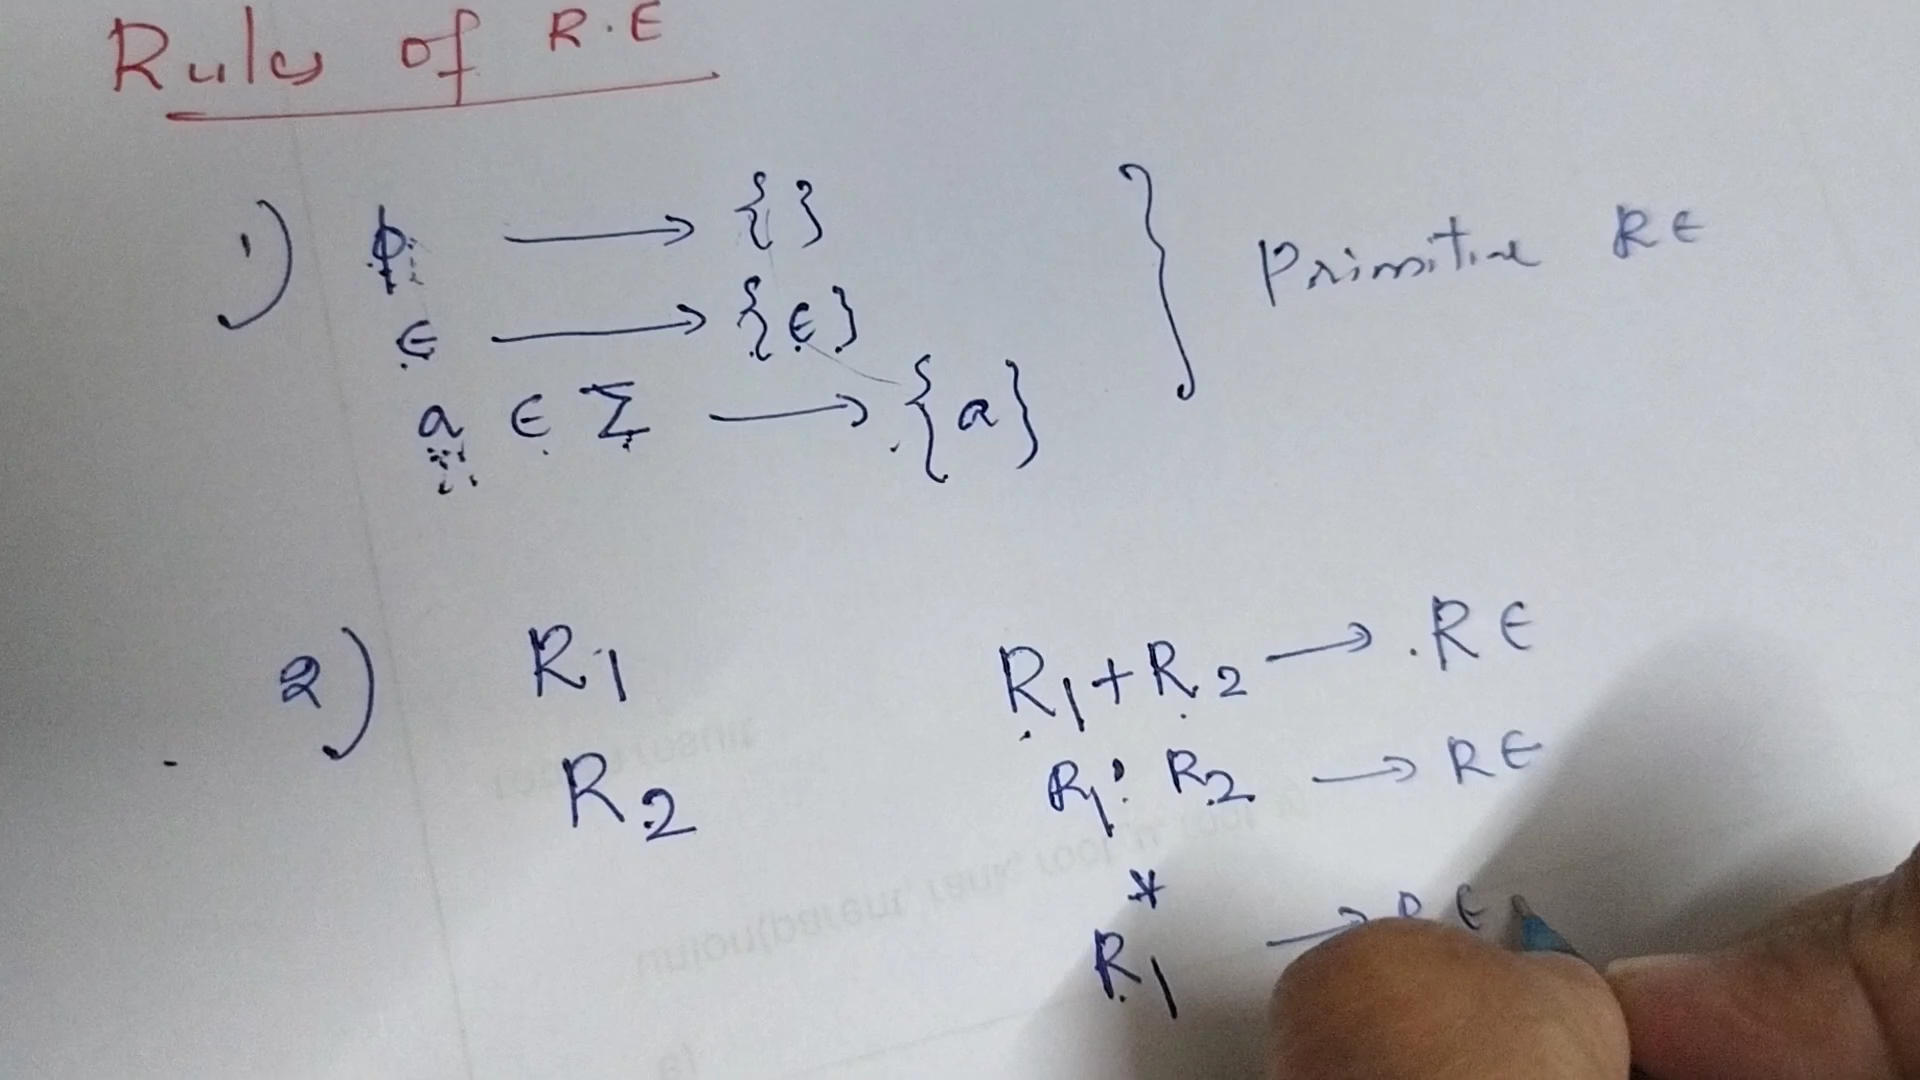 Rules of R.E
1) ϕ → { }
ϵ → {ϵ}
a ∈ Σ → {a}
} Primitive RE
2) R1
R2
R1+R2 → RE
R1 · R2 → RE
R1* → RE